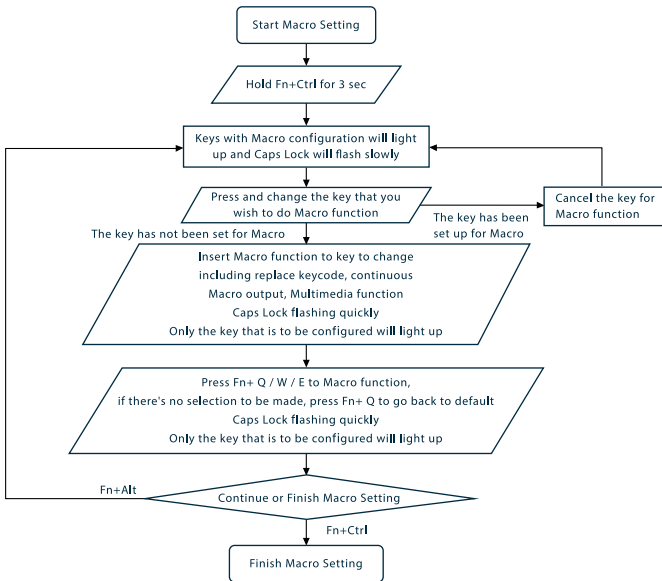 Start Macro Setting
Hold Fn+Ctrl for 3 sec
Keys with Macro configuration will light
up and Caps Lock will flash slowly
Press and change the key that you
wish to do Macro function
Cancel the key for
Macro function
The key has been
set up for Macro
The key has not been set for Macro
Insert Macro function to key to change
including replace keycode, continuous
Macro output, Multimedia function
Caps Lock flashing quickly
Only the key that is to be configured will light up
Press Fn+ Q / W / E to Macro function,
if there's no selection to be made, press Fn+ Q to go back to default
Caps Lock flashing quickly
Only the key that is to be configured will light up
Fn+Alt
Continue or Finish Macro Setting
Fn+Ctrl
Finish Macro Setting